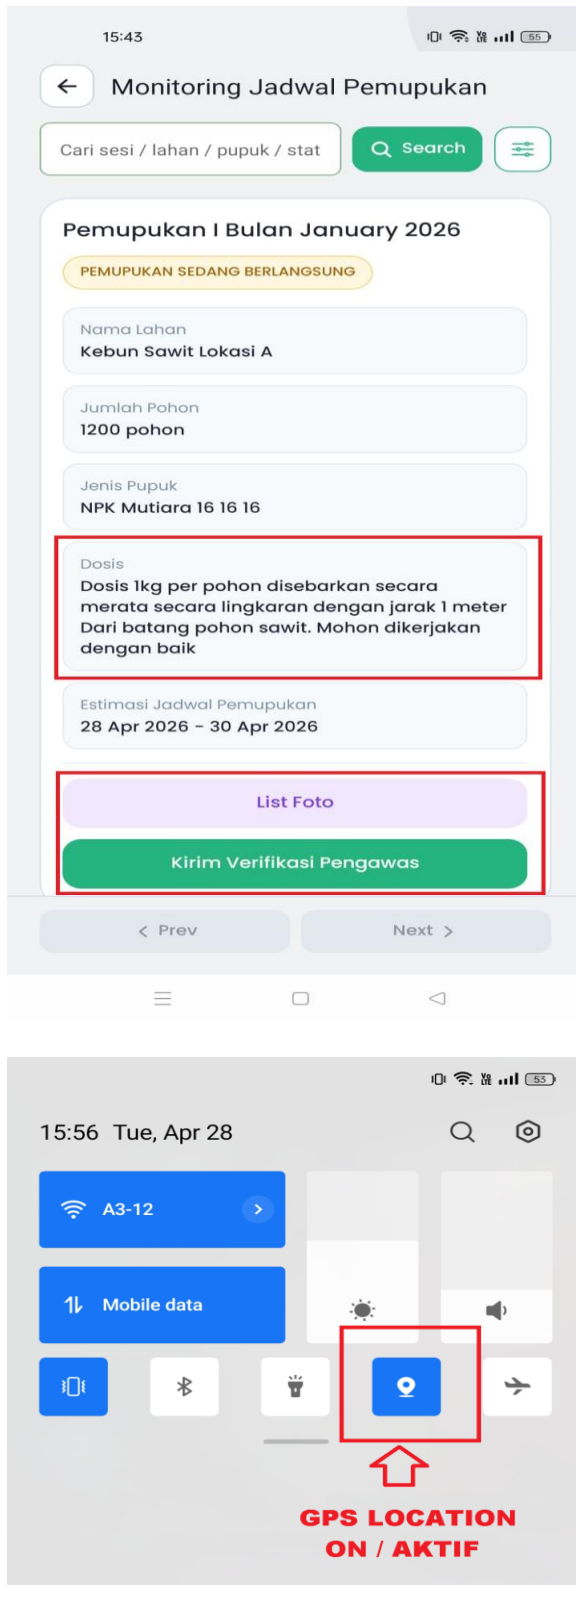 15:43
55
Monitoring Jadwal Pemupukan
Cari sesi / lahan / pupuk / stat
Search
Pemupukan I Bulan January 2026
PEMUPUKAN SEDANG BERLANGSUNG
Nama Lahan
Kebun Sawit Lokasi A
Jumlah Pohon
1200 pohon
Jenis Pupuk
NPK Mutiara 16 16 16
Dosis
Dosis 1kg per pohon disebarkan secara
merata secara lingkaran dengan jarak 1 meter
Dari batang pohon sawit. Mohon dikerjakan
dengan baik
Estimasi Jadwal Pemupukan
28 Apr 2026 - 30 Apr 2026
List Foto
Kirim Verifikasi Pengawas
< Prev
Next >
53
15:56 Tue, Apr 28
A3-12
Mobile data
GPS LOCATION
ON / AKTIF